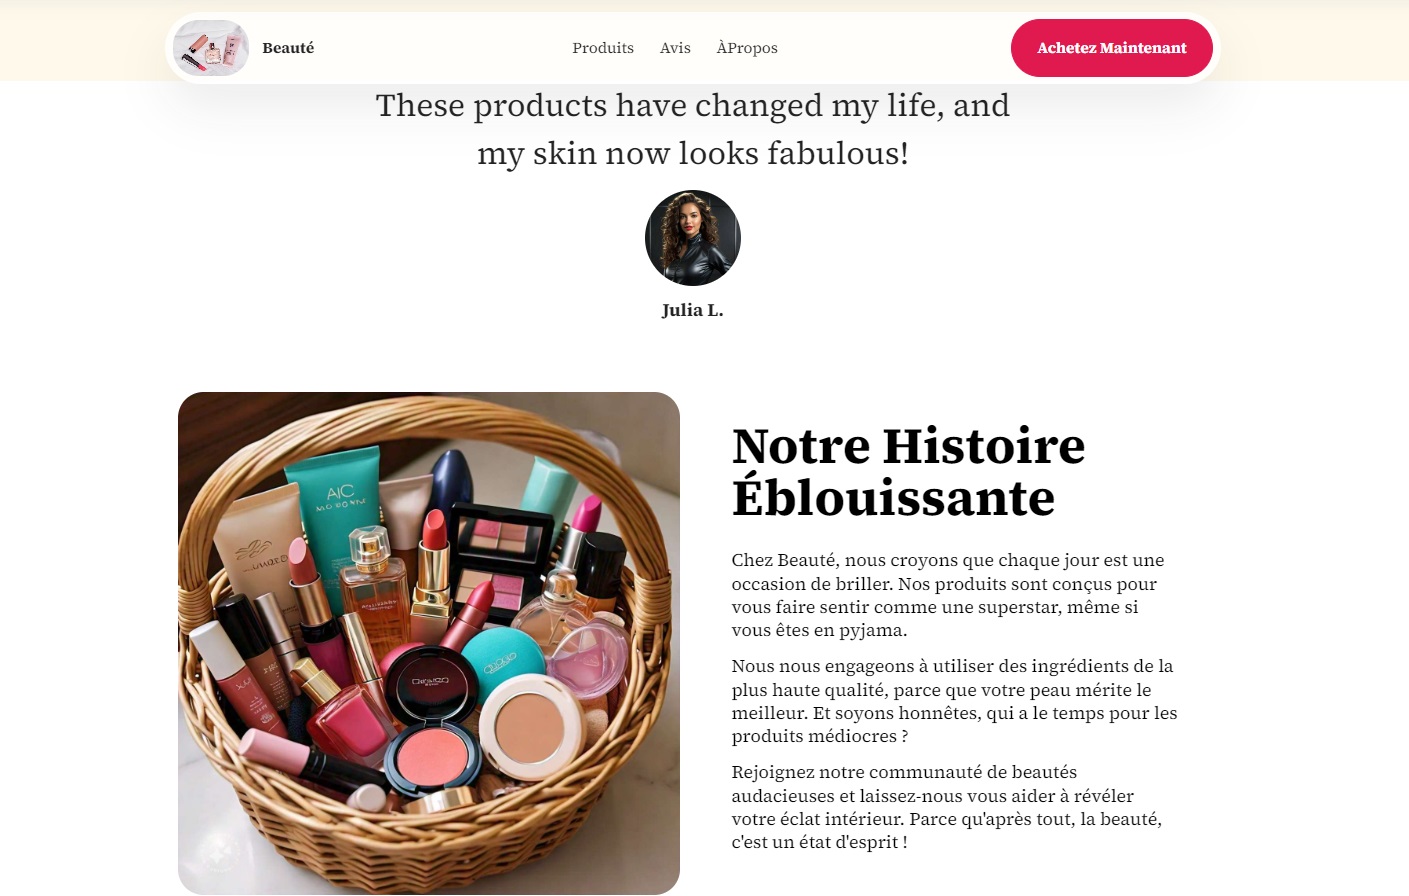 Beauté
Produits
Avis
ÀPropos
Achetez Maintenant
These products have changed my life, and
my skin now looks fabulous!
Julia L.
Notre Histoire
Éblouissante
Chez Beauté, nous croyons que chaque jour est une
occasion de briller. Nos produits sont conçus pour
vous faire sentir comme une superstar, même si
vous êtes en pyjama.
Nous nous engageons à utiliser des ingrédients de la
plus haute qualité, parce que votre peau mérite le
meilleur. Et soyons honnêtes, qui a le temps pour les
produits médiocres ?
Rejoignez notre communauté de beautés
audacieuses et laissez-nous vous aider à révéler
votre éclat intérieur. Parce qu'après tout, la beauté,
c'est un état d'esprit !